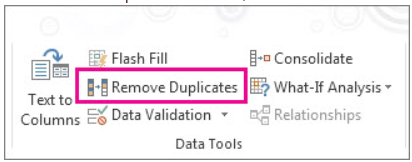 Flash Fill
Consolidate
Remove Duplicates
What-If Analysis
Text to
Columns
Data Validation
Relationships
Data Tools